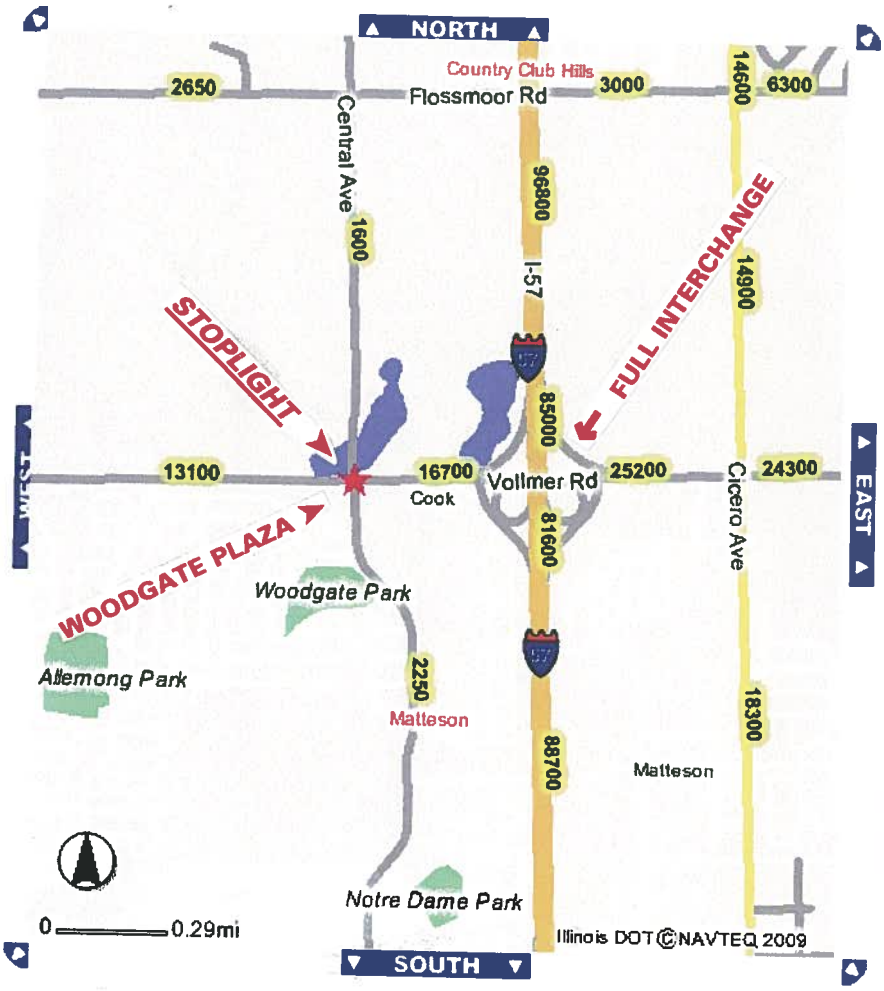 NORTH
Country Club Hills
2650
Flossmoor Rd
3000
14600
6300
Central Ave
96800
1600
I-57
14900
FULL INTERCHANGE
STOPLIGHT
57
85000
WEST
13100
16700
Vollmer Rd
25200
Cicero Ave
24300
EAST
Cook
81600
WOODGATE PLAZA
Woodgate Park
57
Allemong Park
2250
Matteson
18300
88700
Matteson
Notre Dame Park
0
0.29mi
Illinois DOT © NAVTEQ 2009
SOUTH